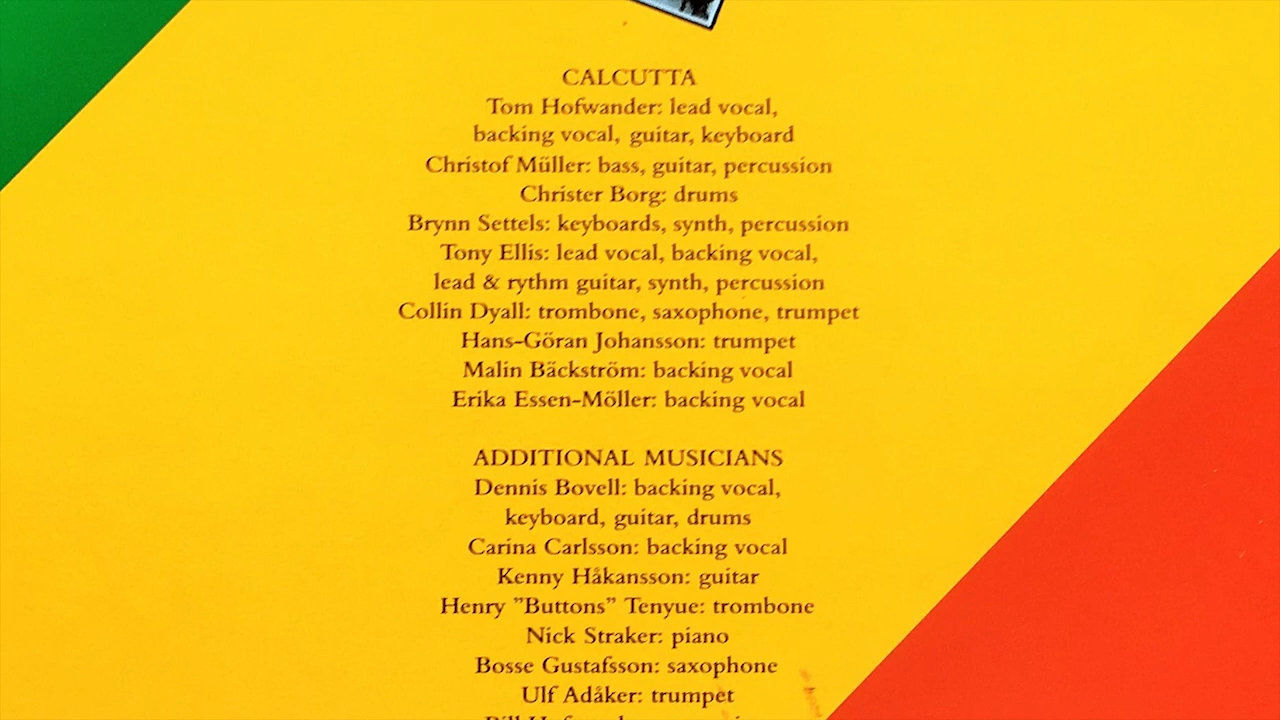 CALCUTTA
Tom Hofwander: lead vocal,
backing vocal, guitar, keyboard
Christof Müller: bass, guitar, percussion
Christer Borg: drums
Brynn Settels: keyboards, synth, percussion
Tony Ellis: lead vocal, backing vocal,
lead & rythm guitar, synth, percussion
Collin Dyall: trombone, saxophone, trumpet
Hans-Göran Johansson: trumpet
Malin Bäckström: backing vocal
Erika Essen-Möller: backing vocal
ADDITIONAL MUSICIANS
Dennis Bovell: backing vocal,
keyboard, guitar, drums
Carina Carlsson: backing vocal
Kenny Håkansson: guitar
Henry ”Buttons” Tenyue: trombone
Nick Straker: piano
Bosse Gustafsson: saxophone
Ulf Adåker: trumpet